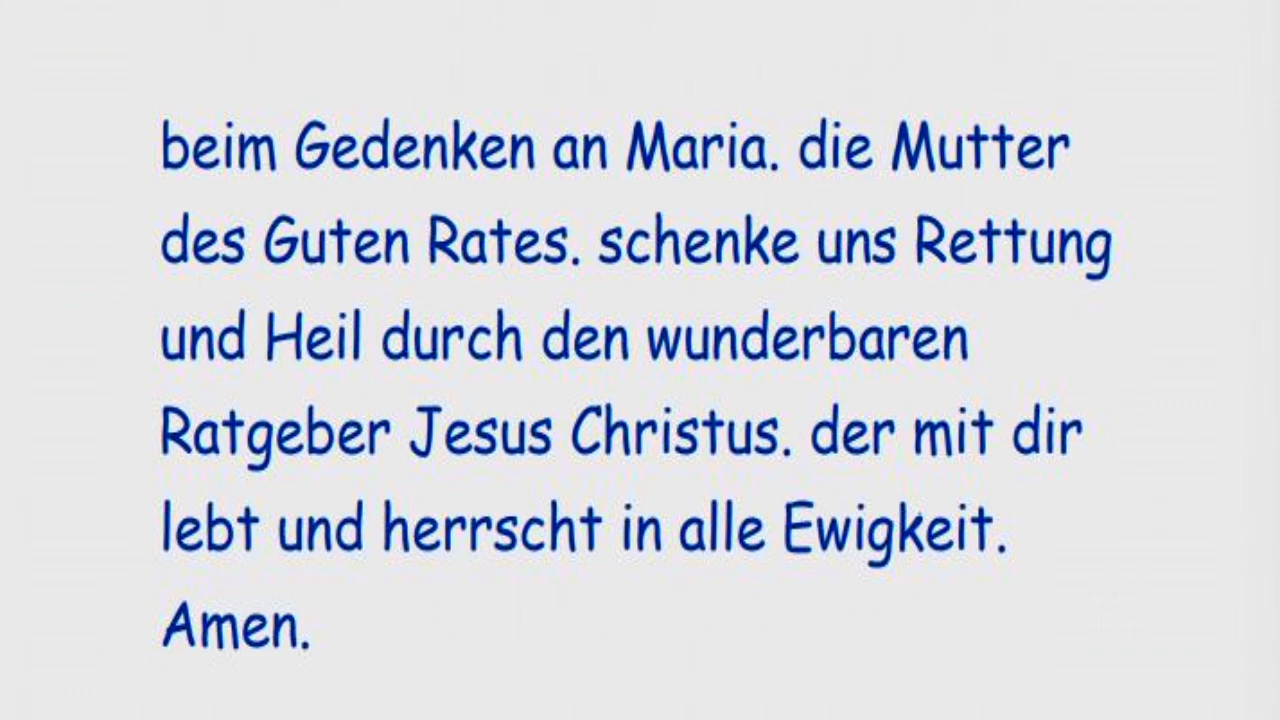 beim Gedenken an Maria. die Mutter
des Guten Rates. schenke uns Rettung
und Heil durch den wunderbaren
Ratgeber Jesus Christus. der mit dir
lebt und herrscht in alle Ewigkeit.
Amen.